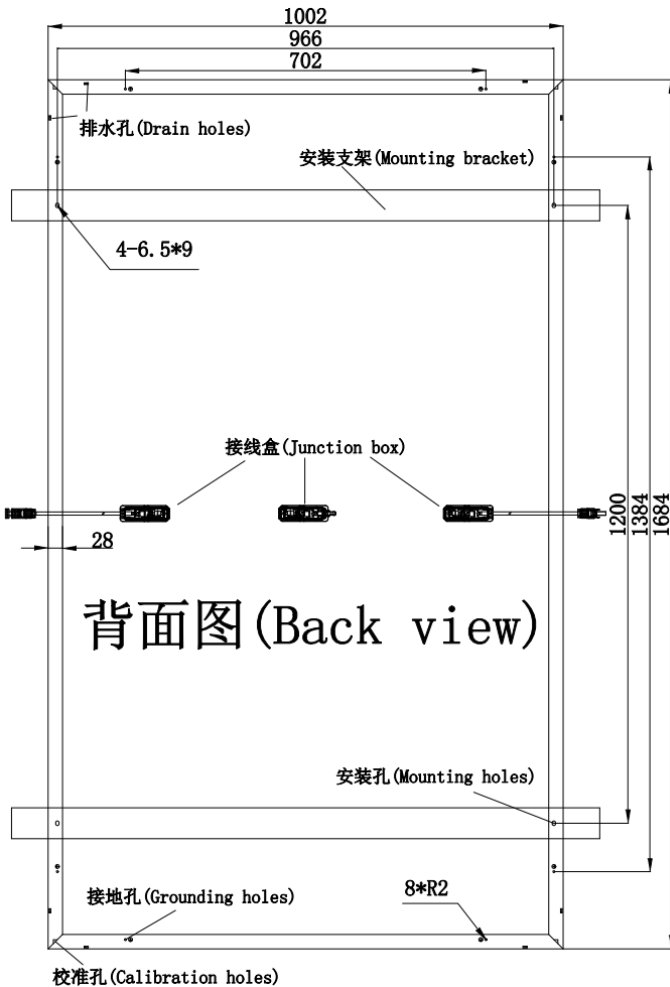 1002
966
702
排水孔(Drain holes)
安装支架(Mounting bracket)
4-6.5*9
接线盒(Junction box)
1200
1384
1684
28
背面图(Back view)
安装孔(Mounting holes)
接地孔(Grounding holes)
8*R2
校准孔(Calibration holes)